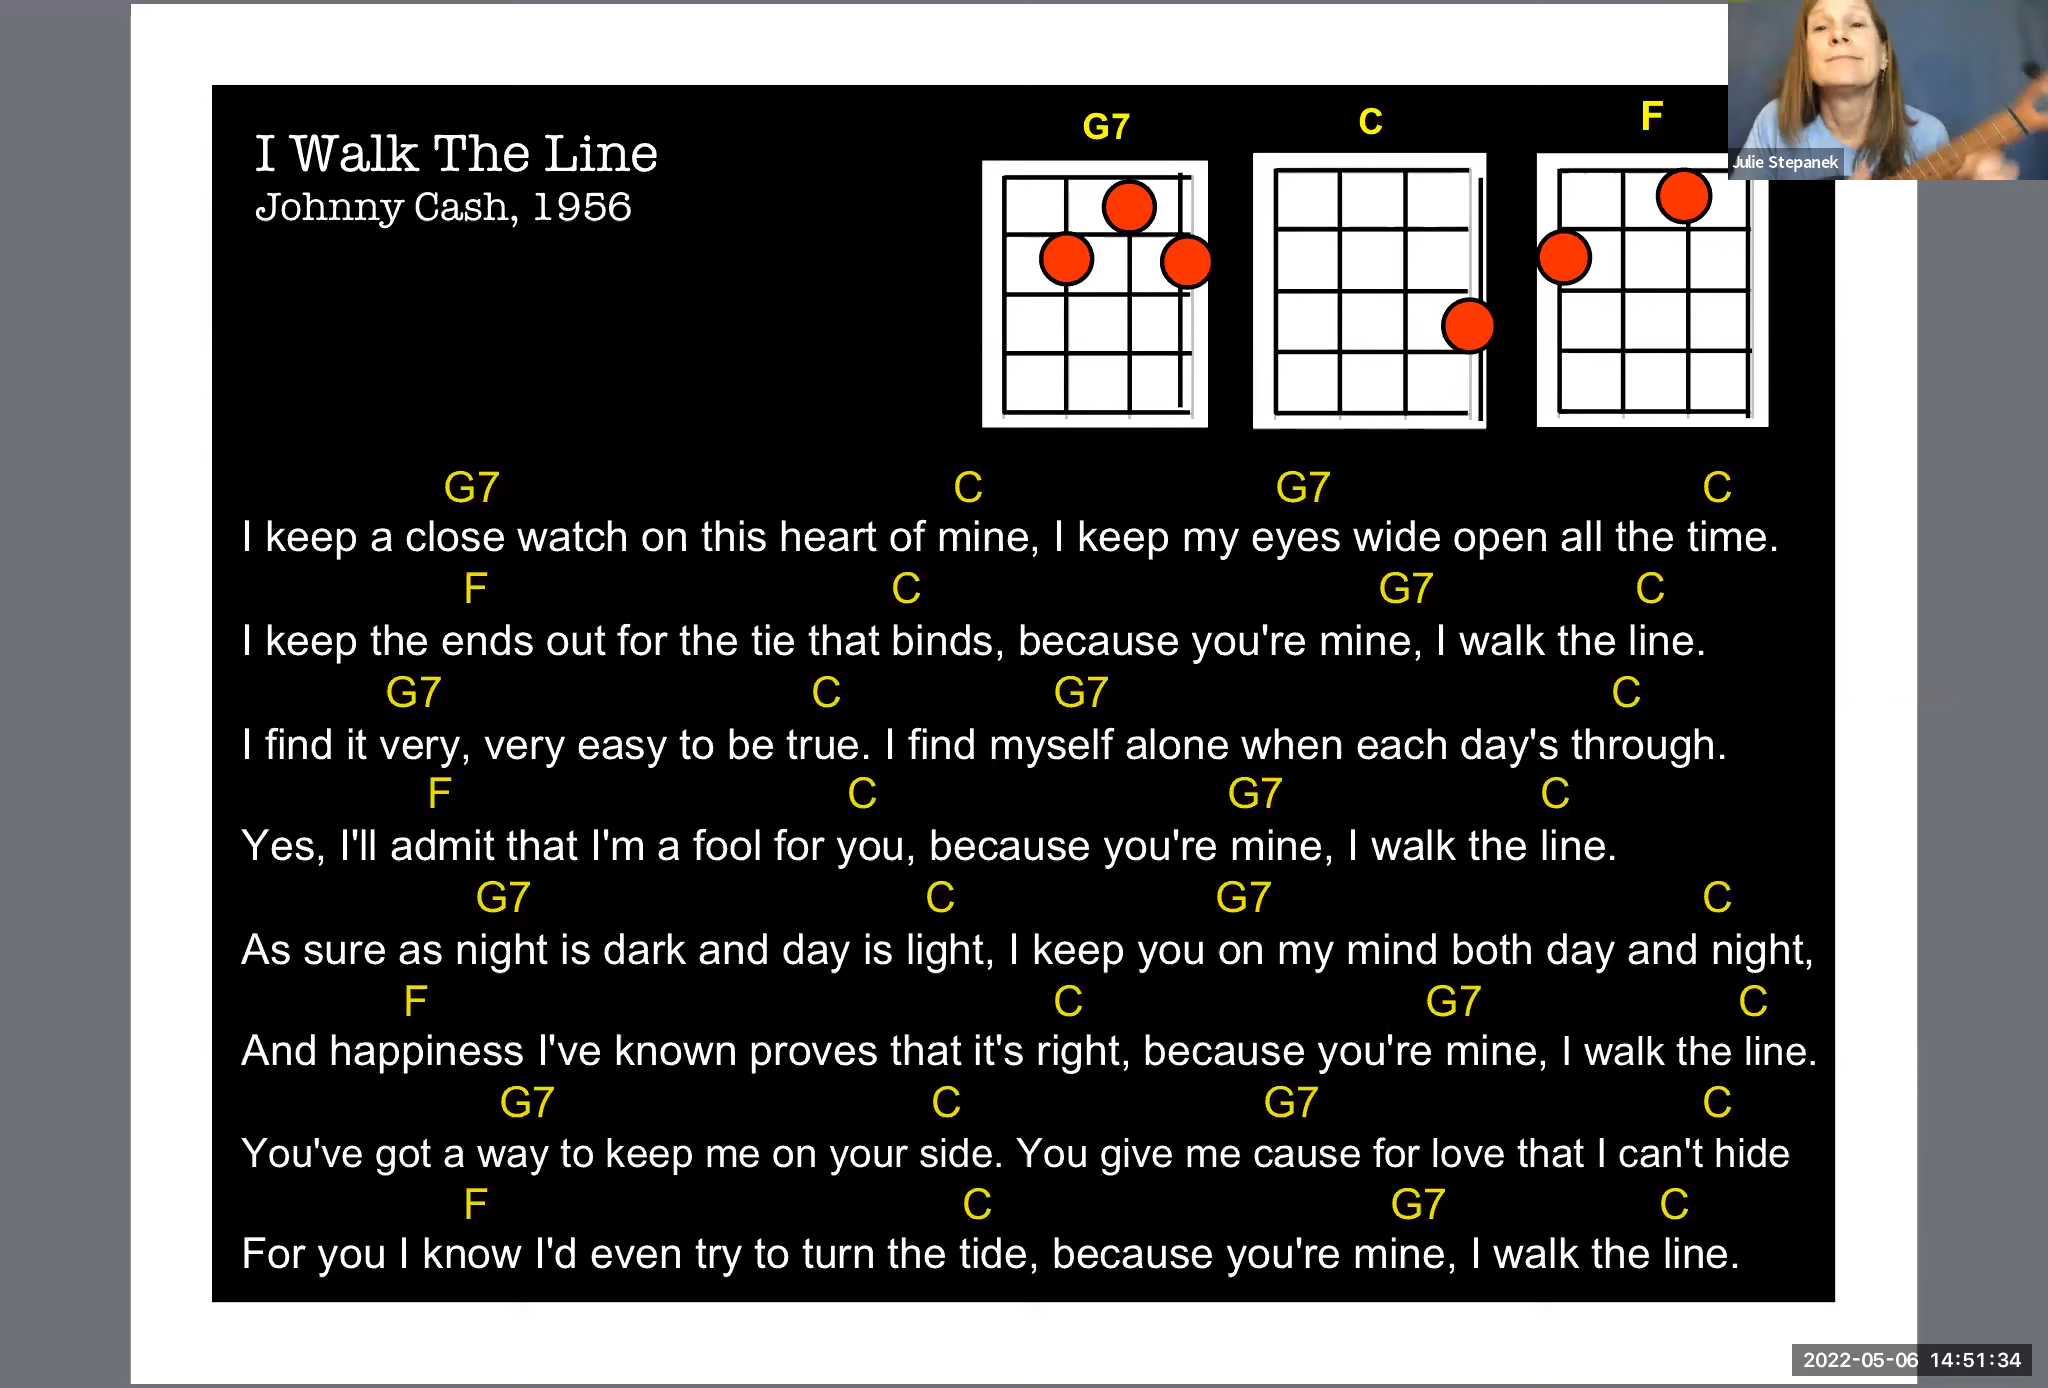 I Walk The Line
Johnny Cash, 1956
G7 C F
Julie Stepanek
G7 C G7 C
I keep a close watch on this heart of mine, I keep my eyes wide open all the time.
F C G7 C
I keep the ends out for the tie that binds, because you're mine, I walk the line.
G7 C G7 C
I find it very, very easy to be true. I find myself alone when each day's through.
F C G7 C
Yes, I'll admit that I'm a fool for you, because you're mine, I walk the line.
G7 C G7 C
As sure as night is dark and day is light, I keep you on my mind both day and night,
F C G7 C
And happiness I've known proves that it's right, because you're mine, I walk the line.
G7 C G7 C
You've got a way to keep me on your side. You give me cause for love that I can't hide
F C G7 C
For you I know I'd even try to turn the tide, because you're mine, I walk the line.
2022-05-06 14:51:34